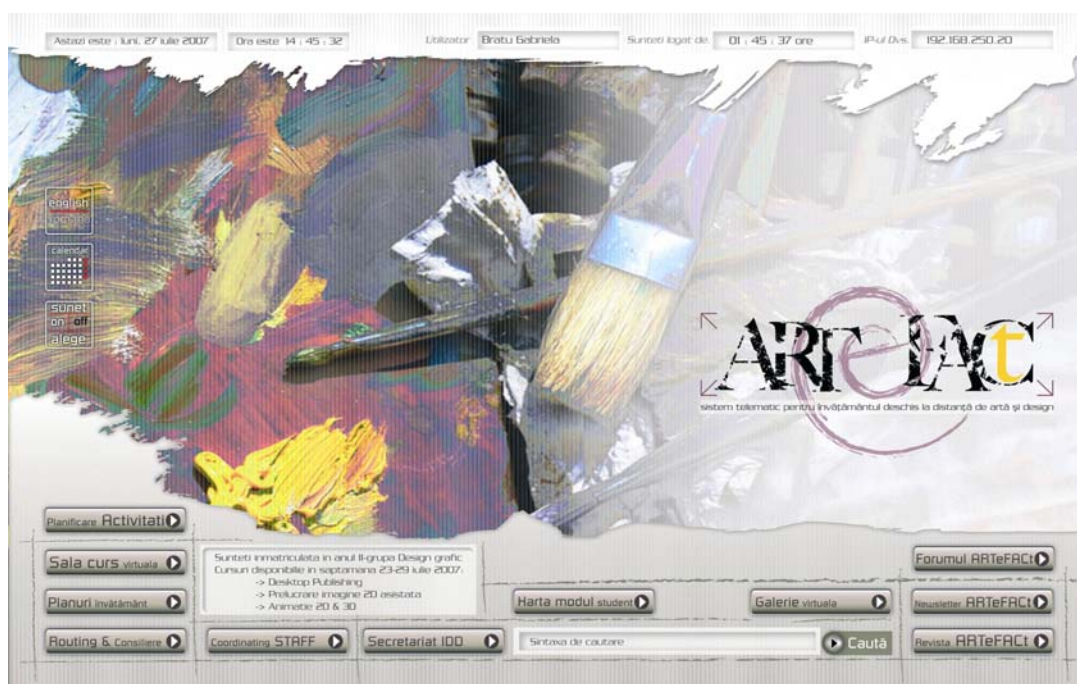 Astazi este : luni, 27 iulie 2007 Ora este 14 : 45 : 32 Utilizator Bratu Gabriela Sunteti logat de: 01 : 45 : 37 ore IP-ul Dvs. 192.168.250.20
english
romana
calendar
sunet
on off
alege
ARTeFACt
sistem telematic pentru învățământul deschis la distanță de artă și design
Planificare Activitati
Sala curs virtuala
Planuri învățământ
Routing & Consiliere
Sunteti inmatriculata in anul II-grupa Design grafic
Cursuri disponibile in saptamana 23-29 iulie 2007:
-> Desktop Publishing
-> Prelucrare imagine 2D asistata
-> Animatie 2D & 3D
Coordinating STAFF
Secretariat IDD
Harta modul student
Sintaxa de cautare
Caută
Galerie virtuala
Forumul ARTeFACt
Newsletter ARTeFACt
Revista ARTeFACt